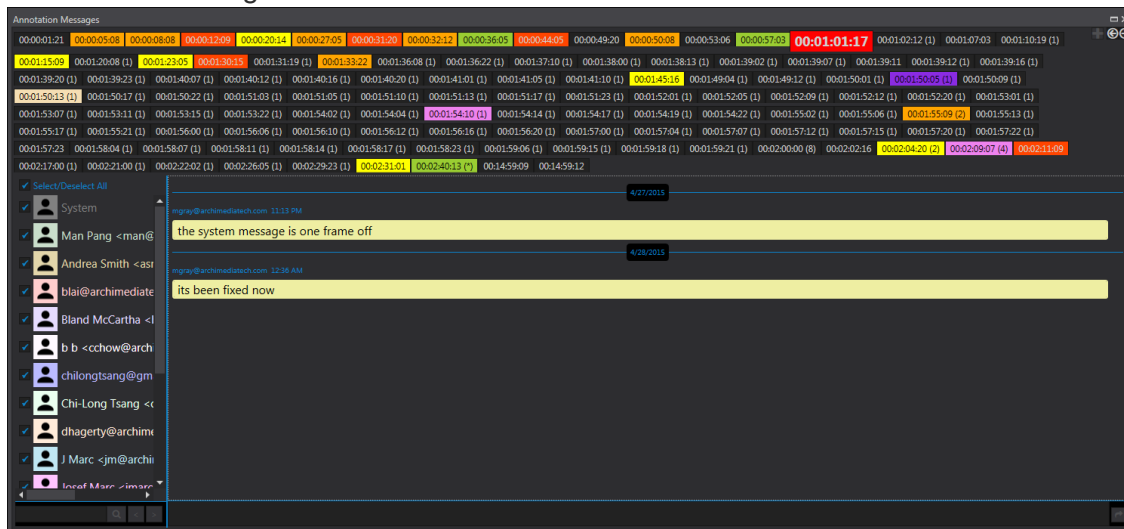 Annotation Messages
00:00:01:21 00:00:05:08 00:00:08:08 00:00:12:09 00:00:20:14 00:00:27:05 00:00:31:20 00:00:32:12 00:00:36:05 00:00:44:05 00:00:49:20 00:00:50:08 00:00:53:06 00:00:57:03 00:01:01:17 00:01:02:12 (1) 00:01:07:03 00:01:10:19 (1)
00:01:15:09 00:01:20:08 (1) 00:01:23:05 00:01:30:15 00:01:31:19 (1) 00:01:33:22 00:01:36:08 (1) 00:01:36:22 (1) 00:01:37:10 (1) 00:01:38:00 (1) 00:01:38:13 (1) 00:01:39:02 (1) 00:01:39:07 (1) 00:01:39:11 00:01:39:12 (1) 00:01:39:16 (1)
00:01:39:20 (1) 00:01:39:23 (1) 00:01:40:07 (1) 00:01:40:12 (1) 00:01:40:16 (1) 00:01:40:20 (1) 00:01:41:01 (1) 00:01:41:05 (1) 00:01:41:10 (1) 00:01:45:16 00:01:49:04 (1) 00:01:49:12 (1) 00:01:50:01 (1) 00:01:50:05 (1) 00:01:50:09 (1)
00:01:50:13 (1) 00:01:50:17 (1) 00:01:50:22 (1) 00:01:51:03 (1) 00:01:51:05 (1) 00:01:51:10 (1) 00:01:51:13 (1) 00:01:51:17 (1) 00:01:51:23 (1) 00:01:52:01 (1) 00:01:52:05 (1) 00:01:52:09 (1) 00:01:52:12 (1) 00:01:52:20 (1) 00:01:53:01 (1)
00:01:53:07 (1) 00:01:53:11 (1) 00:01:53:15 (1) 00:01:53:22 (1) 00:01:54:02 (1) 00:01:54:04 (1) 00:01:54:10 (1) 00:01:54:14 (1) 00:01:54:17 (1) 00:01:54:19 (1) 00:01:54:22 (1) 00:01:55:02 (1) 00:01:55:06 (1) 00:01:55:09 (2) 00:01:55:13 (1)
00:01:55:17 (1) 00:01:55:21 (1) 00:01:56:00 (1) 00:01:56:06 (1) 00:01:56:10 (1) 00:01:56:12 (1) 00:01:56:16 (1) 00:01:56:20 (1) 00:01:57:00 (1) 00:01:57:04 (1) 00:01:57:07 (1) 00:01:57:12 (1) 00:01:57:15 (1) 00:01:57:20 (1) 00:01:57:22 (1)
00:01:57:23 00:01:58:04 (1) 00:01:58:07 (1) 00:01:58:11 (1) 00:01:58:14 (1) 00:01:58:17 (1) 00:01:58:23 (1) 00:01:59:06 (1) 00:01:59:15 (1) 00:01:59:18 (1) 00:01:59:21 (1) 00:02:00:00 (8) 00:02:02:16 00:02:04:20 (2) 00:02:09:07 (4) 00:02:11:09
00:02:17:00 (1) 00:02:21:00 (1) 00:02:22:02 (1) 00:02:26:05 (1) 00:02:29:23 (1) 00:02:31:01 00:02:40:13 (*) 00:14:59:09 00:14:59:12
Select/Deselect All
System
Man Pang <man@
Andrea Smith <asr
blai@archimediate
Bland McCartha <l
b b <cchow@arch
chilongtsang@gm
Chi-Long Tsang <c
dhagerty@archime
J Marc <jm@archi
Josef Marc <jmarc
4/27/2015
mgray@archimediatech.com 11:13 PM
the system message is one frame off
4/28/2015
mgray@archimediatech.com 12:36 AM
its been fixed now